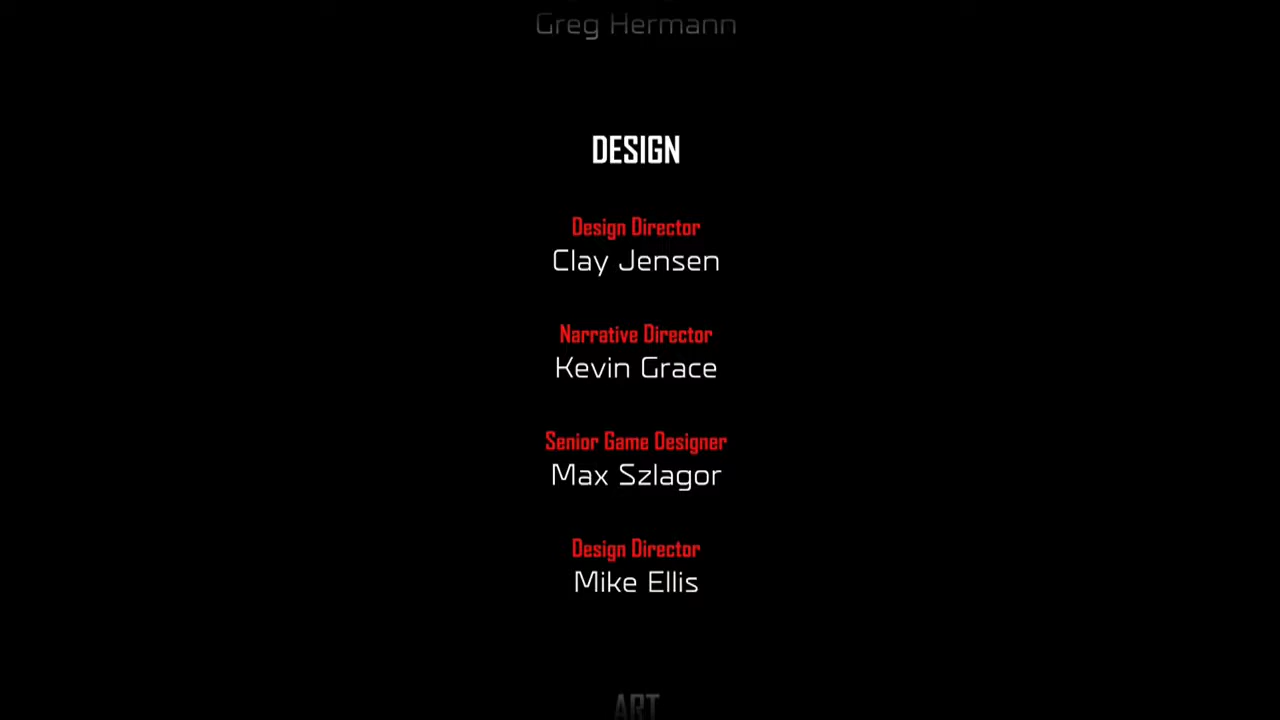 Greg Hermann
DESIGN
Design Director
Clay Jensen
Narrative Director
Kevin Grace
Senior Game Designer
Max Szlagor
Design Director
Mike Ellis
ART